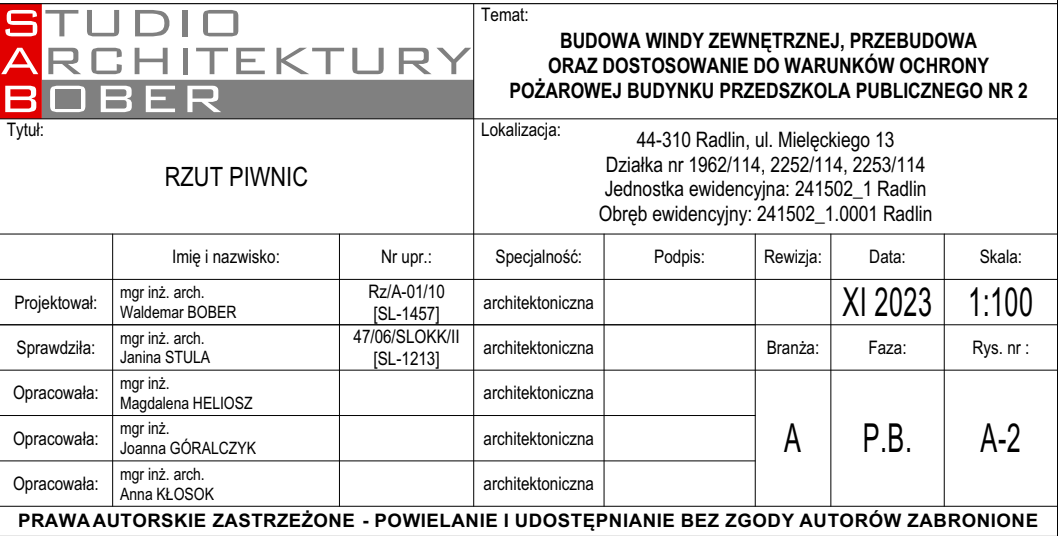 STUDIO
ARCHITEKTURY
BOBER
Temat:
BUDOWA WINDY ZEWNĘTRZNEJ, PRZEBUDOWA
ORAZ DOSTOSOWANIE DO WARUNKÓW OCHRONY
POŻAROWEJ BUDYNKU PRZEDSZKOLA PUBLICZNEGO NR 2
Tytuł:
RZUT PIWNIC
Lokalizacja:
44-310 Radlin, ul. Mielęckiego 13
Działka nr 1962/114, 2252/114, 2253/114
Jednostka ewidencyjna: 241502_1 Radlin
Obręb ewidencyjny: 241502_1.0001 Radlin
Imię i nazwisko: Nr upr.: Specjalność: Podpis: Rewizja: Data: Skala:
Projektował: mgr inż. arch.
Waldemar BOBER
Rz/A-01/10
[SL-1457]
architektoniczna
XI 2023
1:100
Sprawdziła: mgr inż. arch.
Janina STULA
47/06/SLOKK/II
[SL-1213]
architektoniczna
Branża: Faza: Rys. nr :
Opracowała: mgr inż.
Magdalena HELIOSZ
architektoniczna
Opracowała: mgr inż.
Joanna GÓRALCZYK
architektoniczna
A P.B. A-2
Opracowała: mgr inż. arch.
Anna KŁOSOK
architektoniczna
PRAWA AUTORSKIE ZASTRZEŻONE - POWIELANIE I UDOSTĘPNIANIE BEZ ZGODY AUTORÓW ZABRONIONE